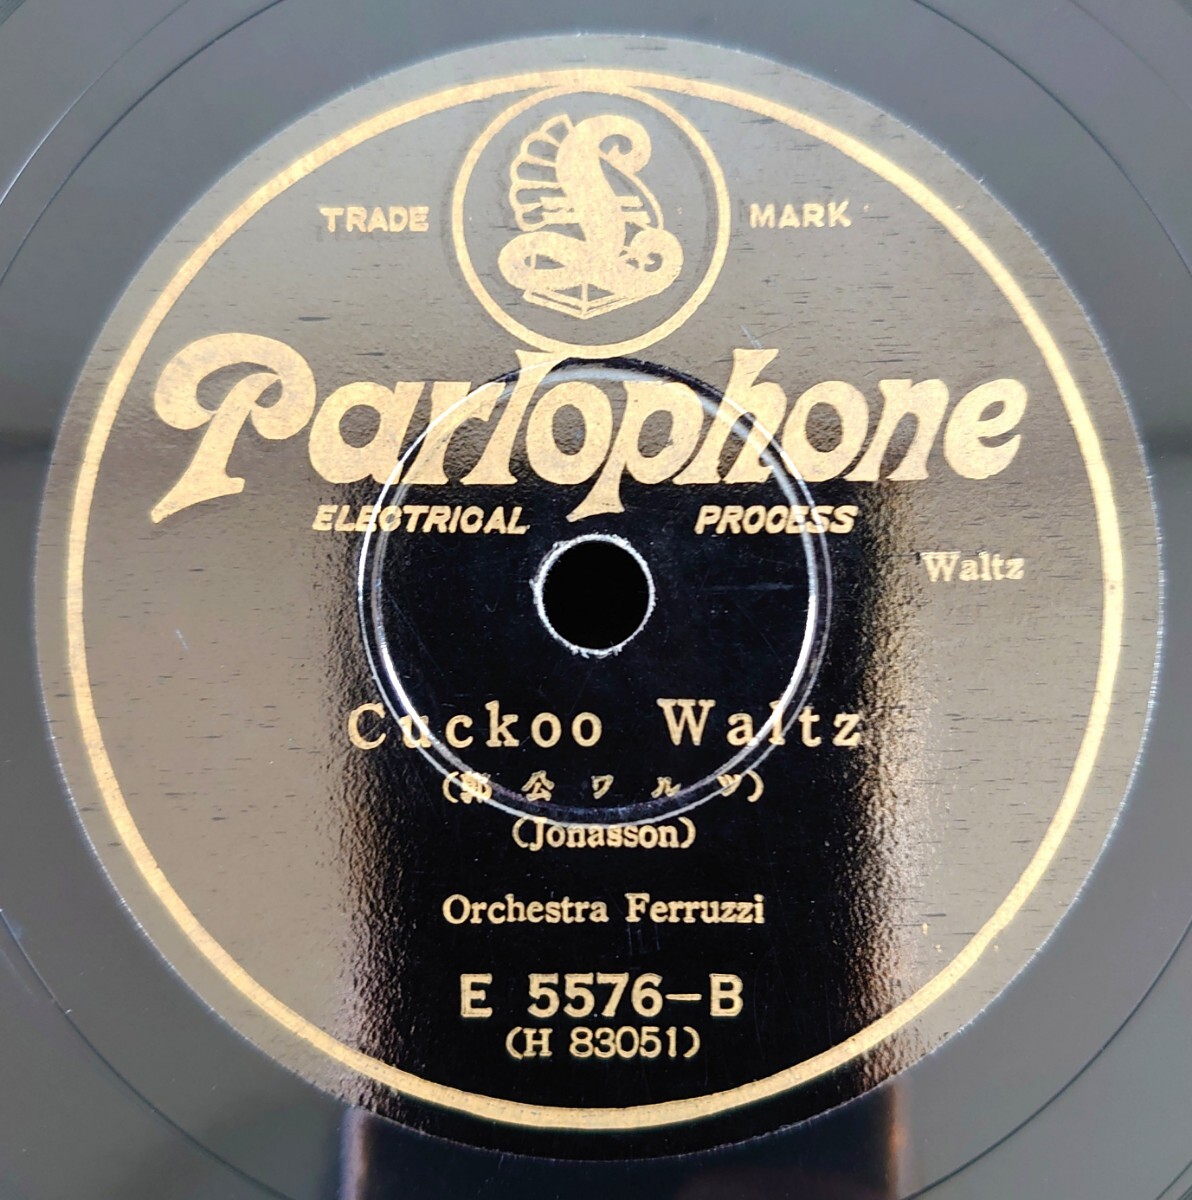 TRADE MARK
Parlophone
ELECTRICAL PROCESS
Waltz
Cuckoo Waltz
(郭公ワルツ)
(Jonasson)
Orchestra Ferruzzi
E 5576-B
(H 83051)